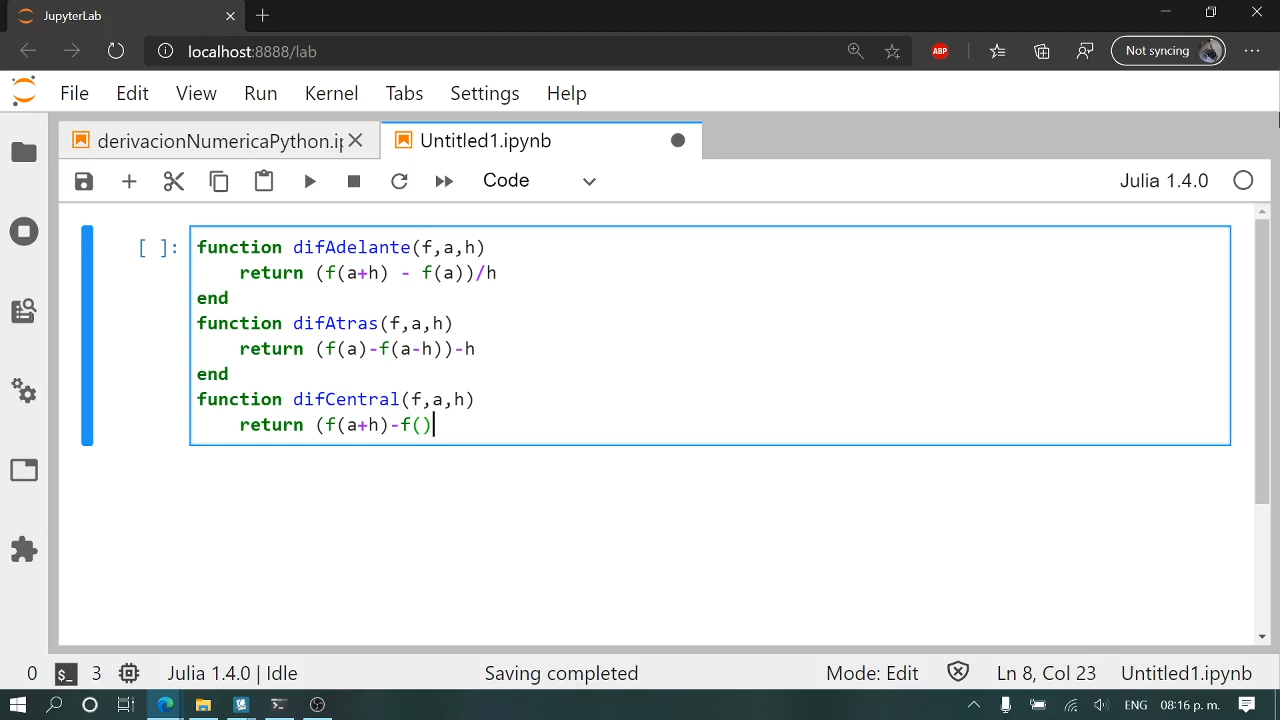 JupyterLab
localhost:8888/lab
ABP
Not syncing
File Edit View Run Kernel Tabs Settings Help
derivacionNumericaPython.i
Untitled1.ipynb
Code
Julia 1.4.0
[ ]:
function difAdelante(f,a,h)
return (f(a+h) - f(a))/h
end
function difAtras(f,a,h)
return (f(a)-f(a-h))-h
end
function difCentral(f,a,h)
return (f(a+h)-f()
0 $_ 3 Julia 1.4.0 | Idle Saving completed Mode: Edit Ln 8, Col 23 Untitled1.ipynb
ENG 08:16 p. m.